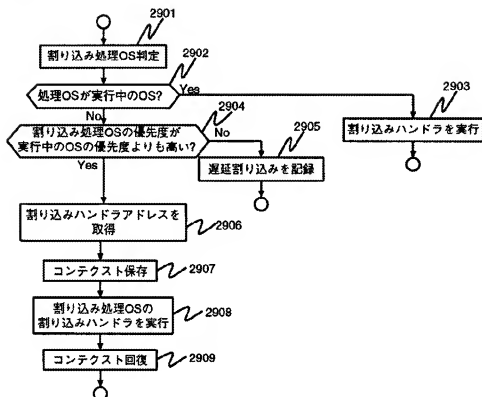 2901
割り込み処理OS判定
2902
処理OSが実行中のOS?
Yes
2903
割り込みハンドラを実行
No
2904
割り込み処理OSの優先度が
実行中のOSの優先度よりも高い?
No
2905
遅延割り込みを記録
Yes
割り込みハンドラアドレスを
取得
2906
コンテクスト保存
2907
割り込み処理OSの
割り込みハンドラを実行
2908
コンテクスト回復
2909